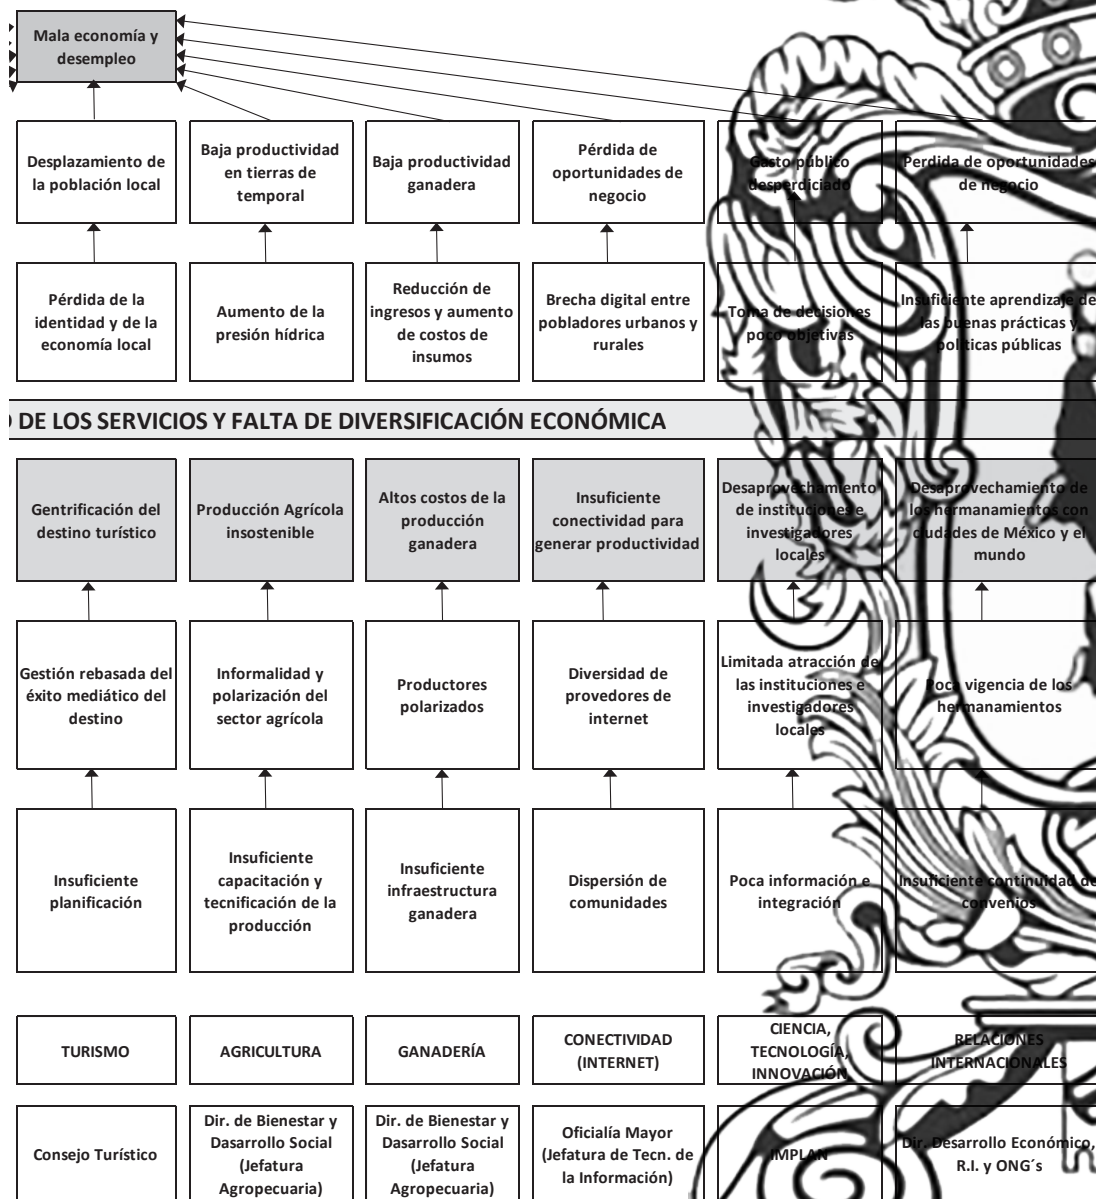 Mala economía y
desempleo
Desplazamiento de
la población local
Baja productividad
en tierras de
temporal
Baja productividad
ganadera
Pérdida de
oportunidades de
negocio
Gasto público
desperdiciado
Perdida de oportunidades
de negocio
Pérdida de la
identidad y de la
economía local
Aumento de la
presión hídrica
Reducción de
ingresos y aumento
de costos de
insumos
Brecha digital entre
pobladores urbanos y
rurales
Toma de decisiones
poco objetivas
Insuficiente aprendizaje de
las buenas prácticas y
políticas públicas
DE LOS SERVICIOS Y FALTA DE DIVERSIFICACIÓN ECONÓMICA
Gentrificación del
destino turístico
Producción Agrícola
insostenible
Altos costos de la
producción
ganadera
Insuficiente
conectividad para
generar productividad
Desaprovechamiento
de instituciones e
investigadores
locales
Desaprovechamiento de
los hermanamientos con
ciudades de México y el
mundo
Gestión rebasada del
éxito mediático del
destino
Informalidad y
polarización del
sector agrícola
Productores
polarizados
Diversidad de
provedores de
internet
Limitada atracción de
las instituciones e
investigadores
locales
Poca vigencia de los
hermanamientos
Insuficiente
planificación
Insuficiente
capacitación y
tecnificación de la
producción
Insuficiente
infraestructura
ganadera
Dispersión de
comunidades
Poca información e
integración
Insuficiente continuidad de
convenios
TURISMO
AGRICULTURA
GANADERÍA
CONECTIVIDAD
(INTERNET)
CIENCIA,
TECNOLOGÍA,
INNOVACIÓN
RELACIONES
INTERNACIONALES
Consejo Turístico
Dir. de Bienestar y
Dasarrollo Social
(Jefatura
Agropecuaria)
Dir. de Bienestar y
Dasarrollo Social
(Jefatura
Agropecuaria)
Oficialía Mayor
(Jefatura de Tecn. de
la Información)
IMPLAN
Dir. Desarrollo Económico,
R.I. y ONG´s